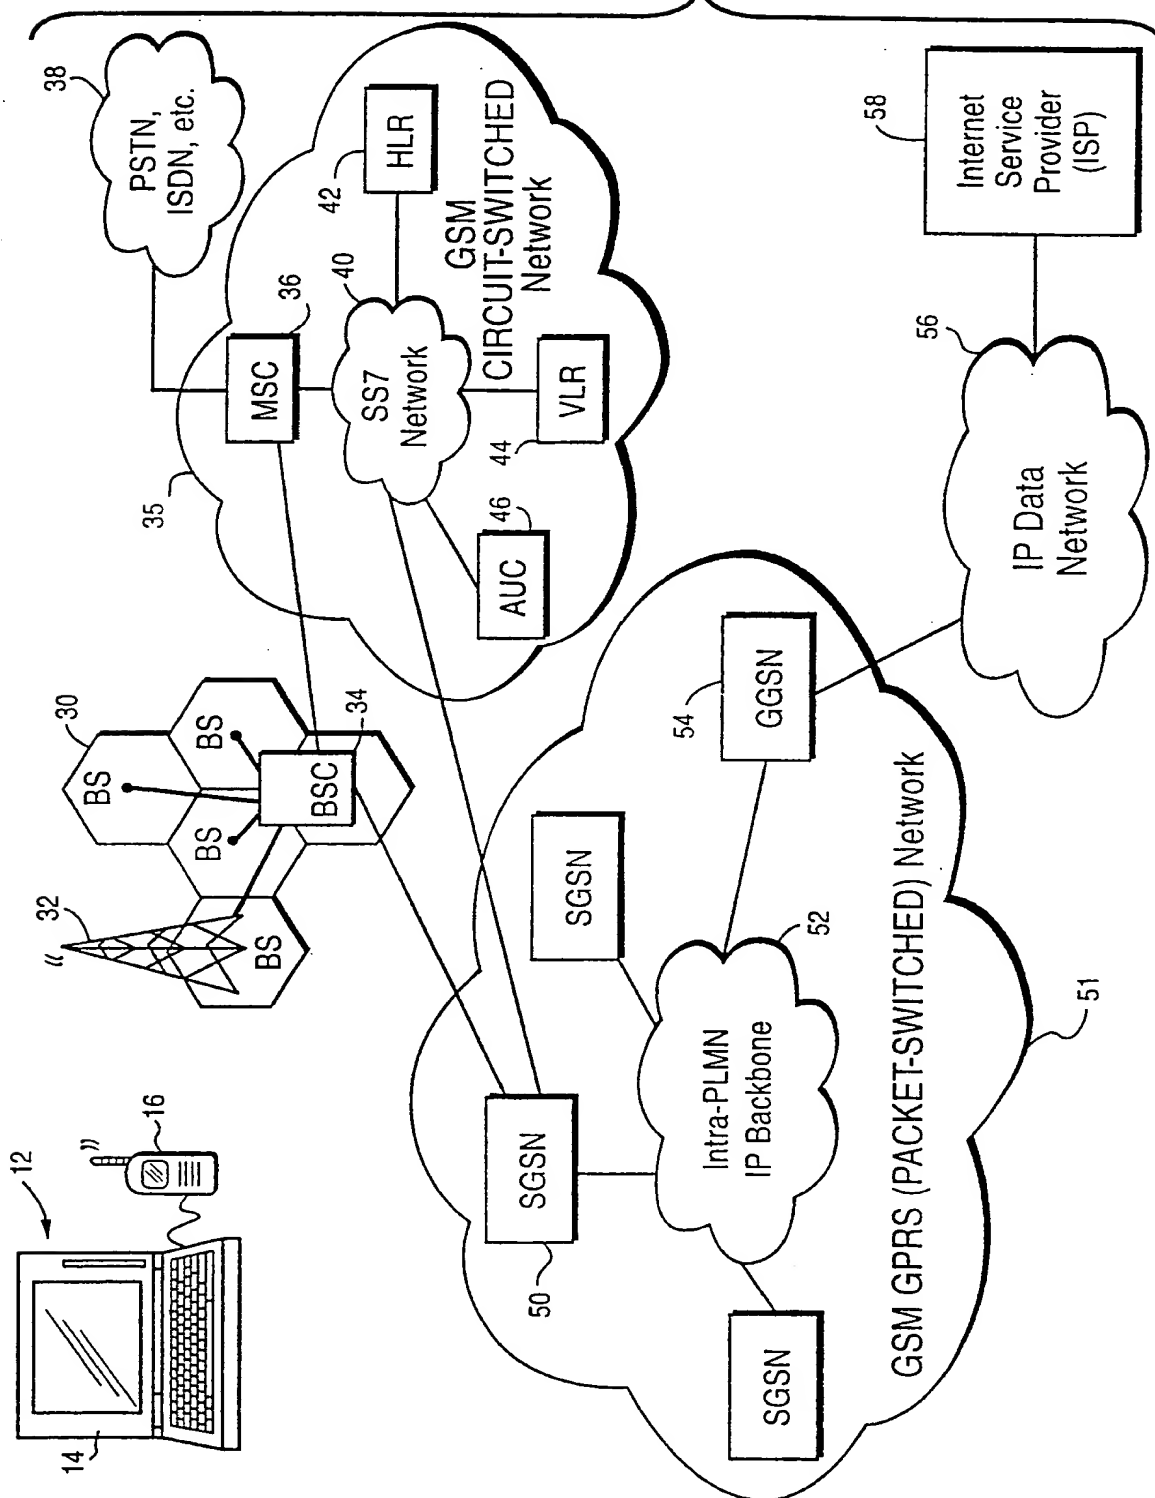 12
14
16
32
BS
BS
BS
BS
30
BSC
34
35
MSC
36
38
PSTN,
ISDN, etc.
SS7
Network
40
42
HLR
44
VLR
46
AUC
GSM
CIRCUIT-SWITCHED
Network
50
SGSN
SGSN
SGSN
Intra-PLMN
IP Backbone
52
54
GGSN
GSM GPRS (PACKET-SWITCHED) Network
51
56
IP Data
Network
58
Internet
Service
Provider
(ISP)